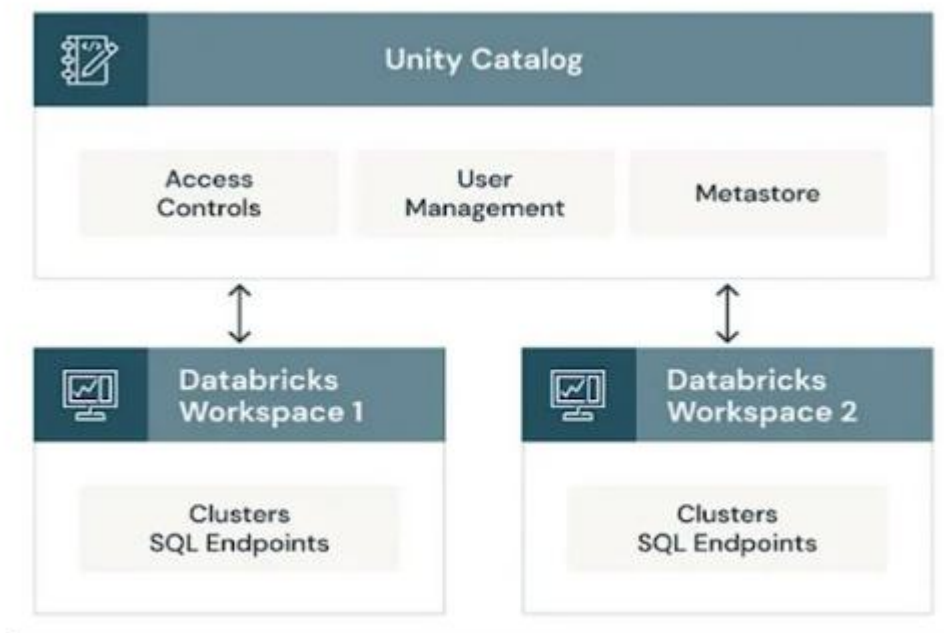 Unity Catalog
Access
Controls
User
Management
Metastore
Databricks
Workspace 1
Databricks
Workspace 2
Clusters
SQL Endpoints
Clusters
SQL Endpoints